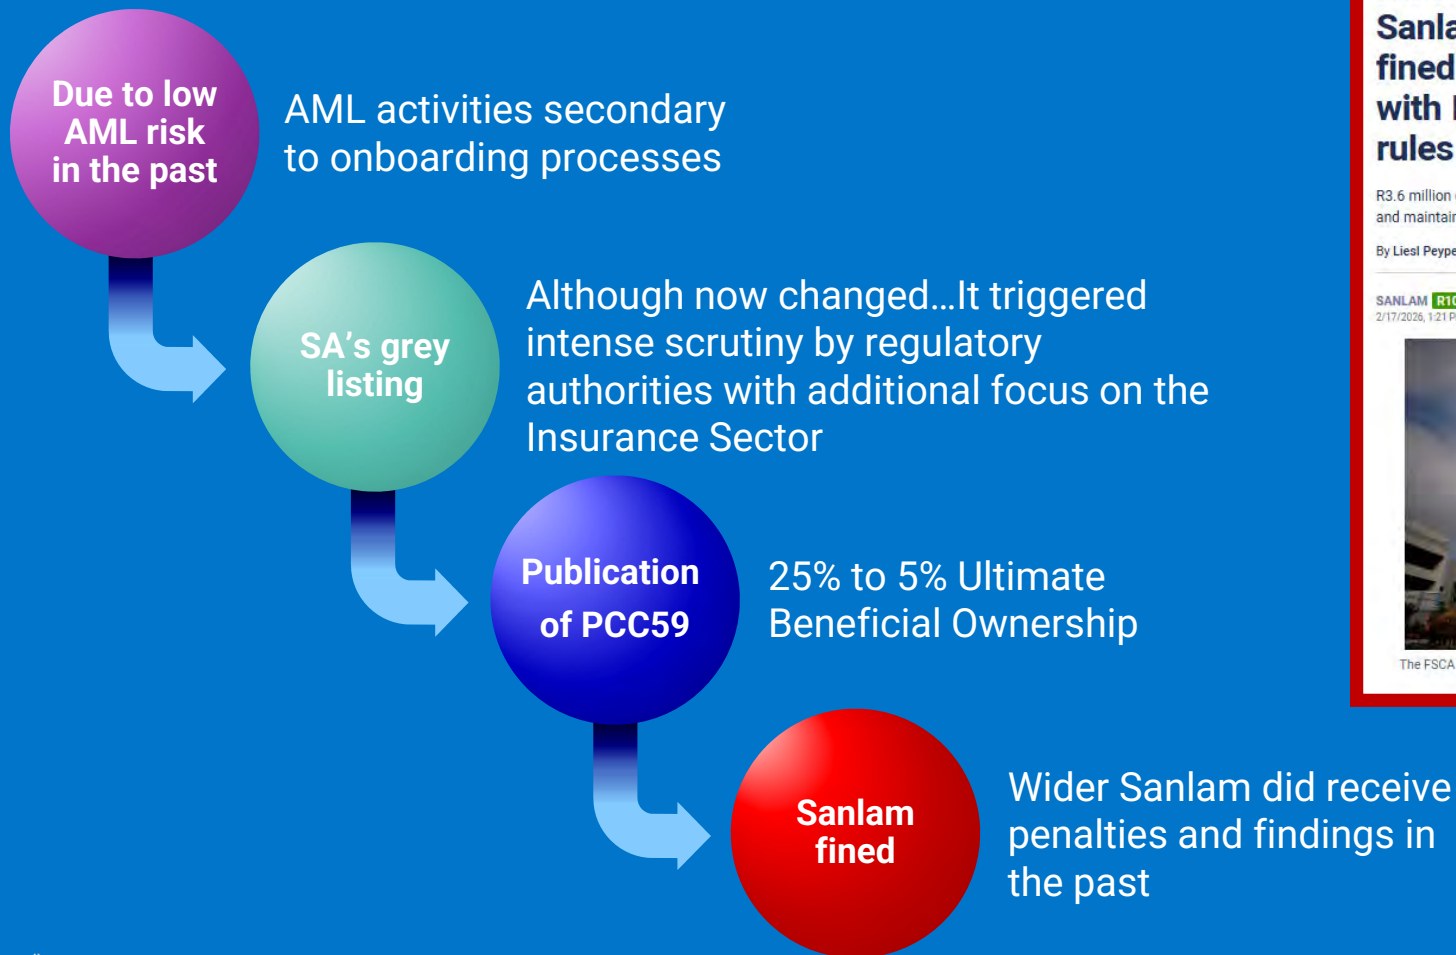 Due to low
AML risk
in the past
AML activities secondary
to onboarding processes
SA's grey
listing
Although now changed...It triggered
intense scrutiny by regulatory
authorities with additional focus on the
Insurance Sector
Publication
of PCC59
25% to 5% Ultimate
Beneficial Ownership
Sanlam
fined
Wider Sanlam did receive
penalties and findings in
the past
fined
with
rules
R3.6 million
and maintain
By Liesl
SANLAM
2/17/2026, 1:21
The FSCA